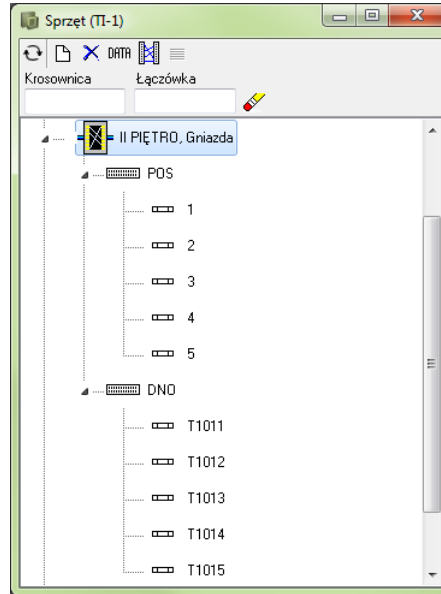 Sprzęt (TI-1)
DATA
Krosownica Łączówka
II PIĘTRO, Gniazda
POS
1
2
3
4
5
DNO
T1011
T1012
T1013
T1014
T1015